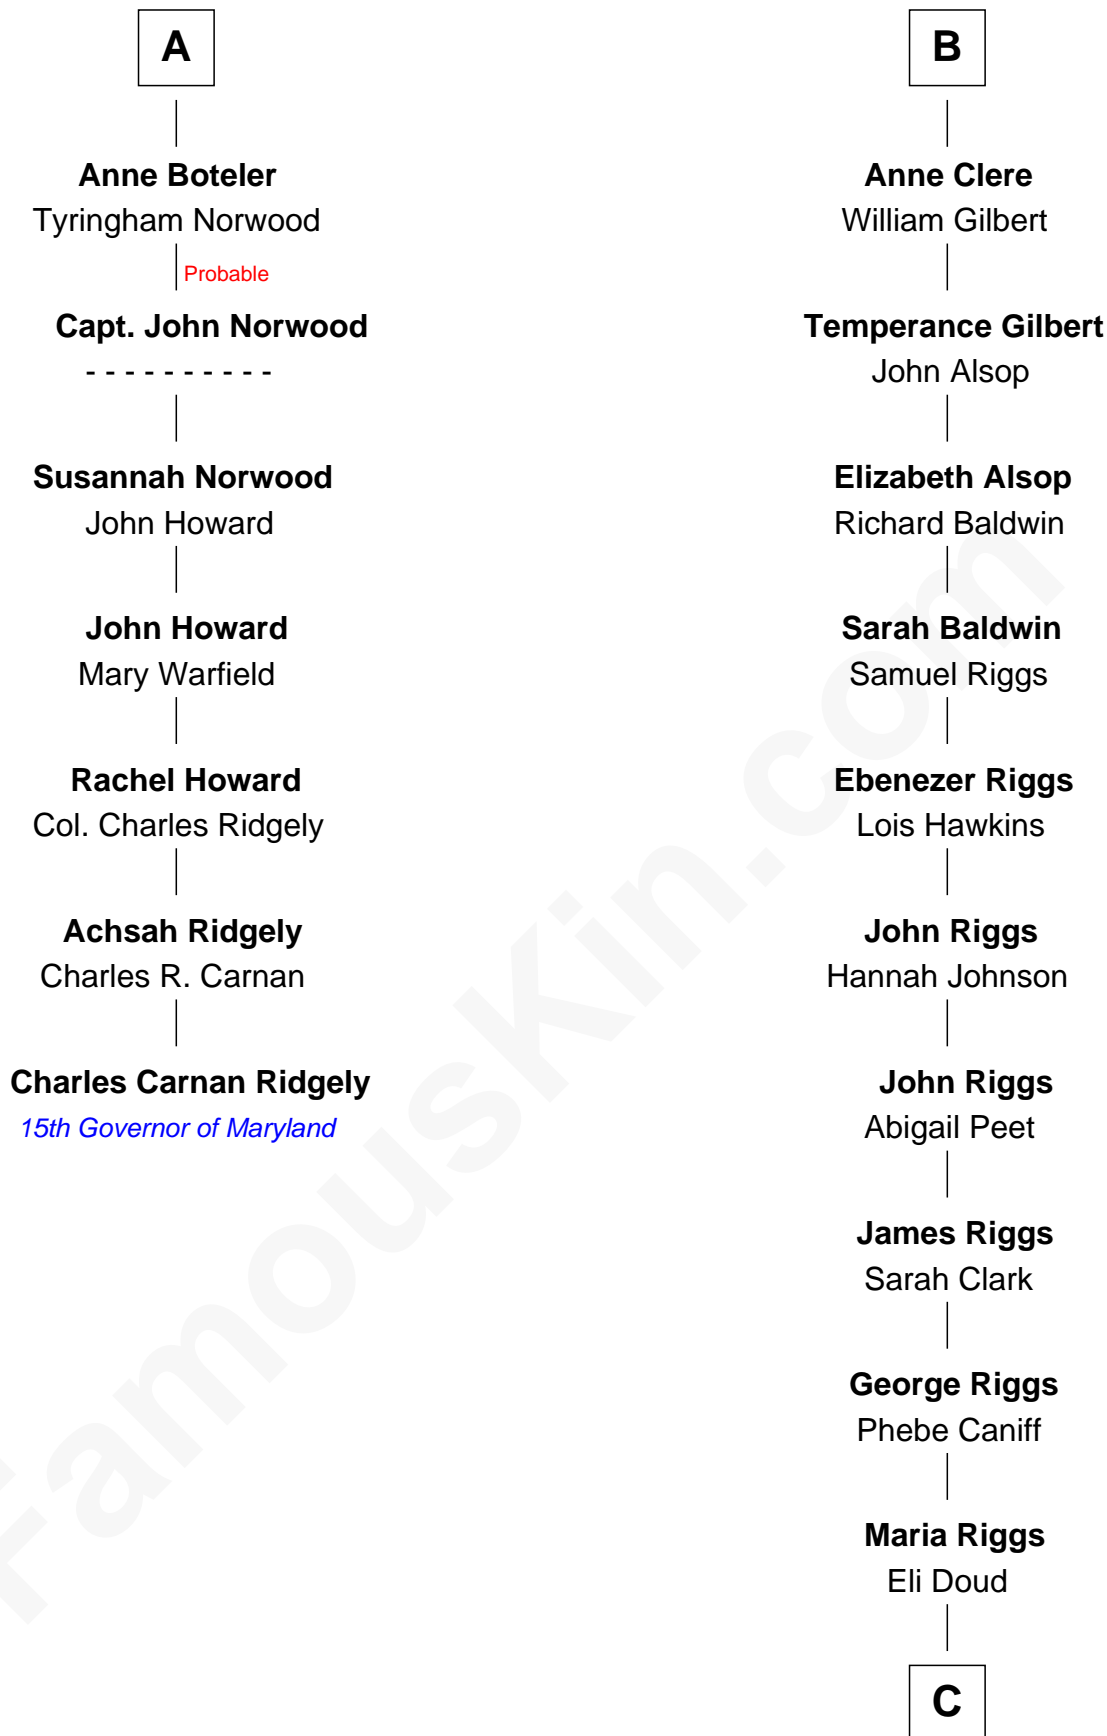 A
Anne Boteler
Tyringham Norwood
Probable
Capt. John Norwood
- - - - - - - - - -
Susannah Norwood
John Howard
John Howard
Mary Warfield
Rachel Howard
Col. Charles Ridgely
Achsah Ridgely
Charles R. Carnan
Charles Carnan Ridgely
15th Governor of Maryland
B
Anne Clere
William Gilbert
Temperance Gilbert
John Alsop
Elizabeth Alsop
Richard Baldwin
Sarah Baldwin
Samuel Riggs
Ebenezer Riggs
Lois Hawkins
John Riggs
Hannah Johnson
John Riggs
Abigail Peet
James Riggs
Sarah Clark
George Riggs
Phebe Caniff
Maria Riggs
Eli Doud
C
FamousKin.com